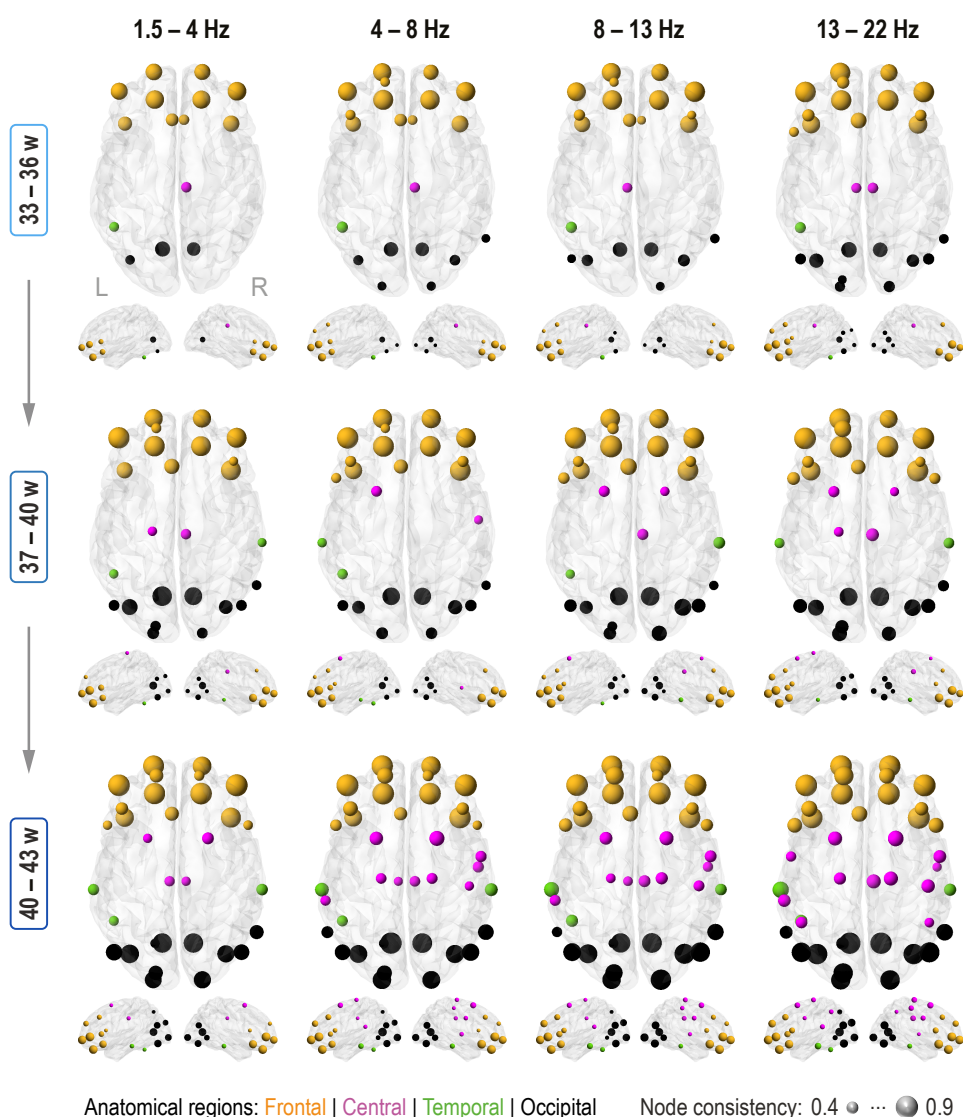 1.5 – 4 Hz 4 – 8 Hz 8 – 13 Hz 13 – 22 Hz
33 – 36 w
L R
37 – 40 w
40 – 43 w
Anatomical regions: Frontal | Central | Temporal | Occipital Node consistency: 0.4 ··· 0.9